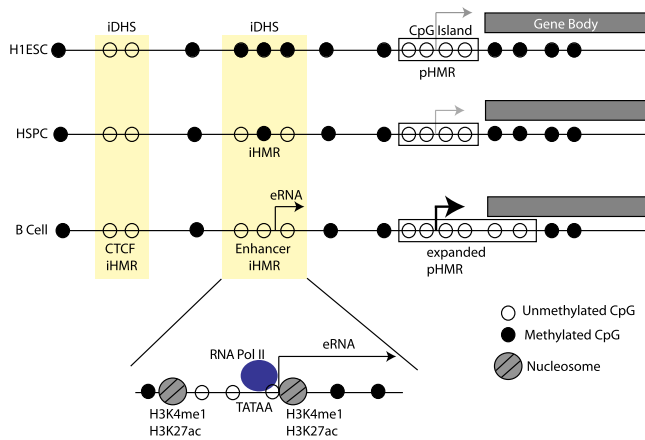 iDHS
iDHS
CpG Island
Gene Body
H1ESC
pHMR
HSPC
iHMR
eRNA
B Cell
CTCF
iHMR
Enhancer
iHMR
expanded
pHMR
Unmethylated CpG
Methylated CpG
Nucleosome
RNA Pol II
eRNA
TATAA
H3K4me1
H3K27ac
H3K4me1
H3K27ac